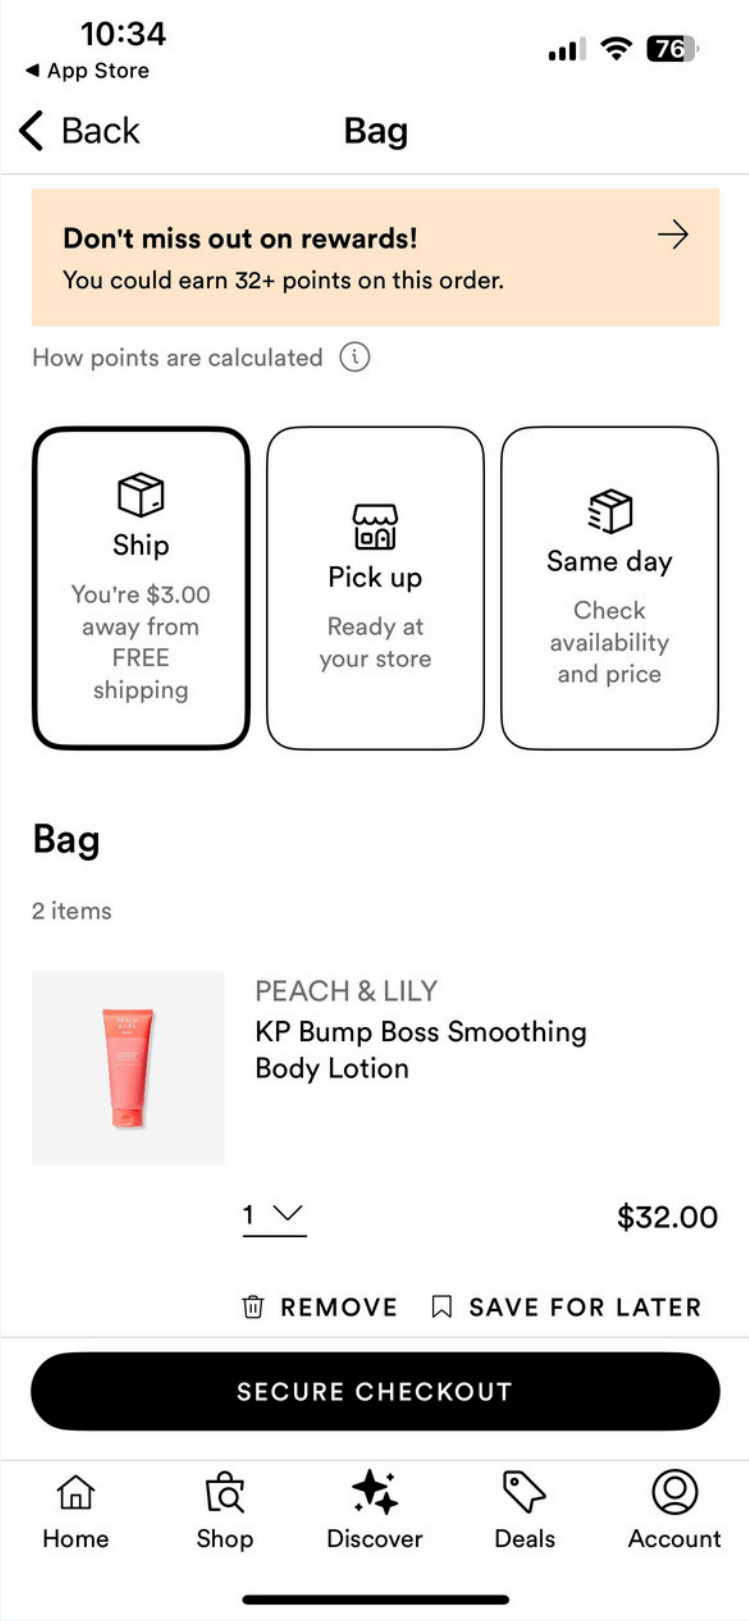 10:34
76
◀ App Store
Back
Bag
Don't miss out on rewards!
You could earn 32+ points on this order.
How points are calculated
Ship
You're $3.00
away from
FREE
shipping
Pick up
Ready at
your store
Same day
Check
availability
and price
Bag
2 items
PEACH & LILY
KP Bump Boss Smoothing
Body Lotion
1
$32.00
REMOVE
SAVE FOR LATER
SECURE CHECKOUT
Home
Shop
Discover
Deals
Account